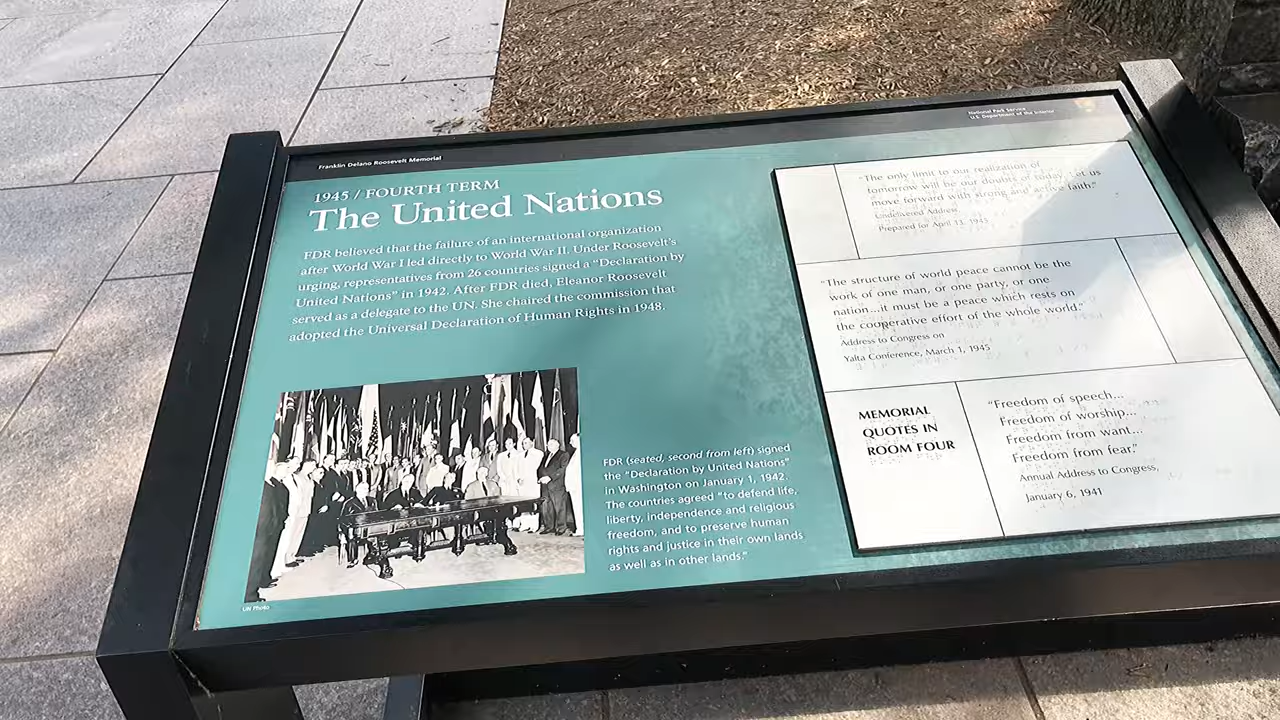 Franklin Delano Roosevelt Memorial
National Park Service
U.S. Department of the Interior
1945 / FOURTH TERM
The United Nations
FDR believed that the failure of an international organization
after World War I led directly to World War II. Under Roosevelt's
urging, representatives from 26 countries signed a “Declaration by
United Nations” in 1942. After FDR died, Eleanor Roosevelt
served as a delegate to the UN. She chaired the commission that
adopted the Universal Declaration of Human Rights in 1948.
UN Photo
FDR (seated, second from left) signed
the “Declaration by United Nations”
in Washington on January 1, 1942.
The countries agreed “to defend life,
liberty, independence and religious
freedom, and to preserve human
rights and justice in their own lands
as well as in other lands.”
“The only limit to our realization of
tomorrow will be our doubts of today. Let us
move forward with strong and active faith.”
Undelivered Address
Prepared for April 13, 1945
“The structure of world peace cannot be the
work of one man, or one party, or one
nation...it must be a peace which rests on
the cooperative effort of the whole world.”
Address to Congress on
Yalta Conference, March 1, 1945
MEMORIAL
QUOTES IN
ROOM FOUR
“Freedom of speech...
Freedom of worship...
Freedom from want...
Freedom from fear.”
Annual Address to Congress,
January 6, 1941